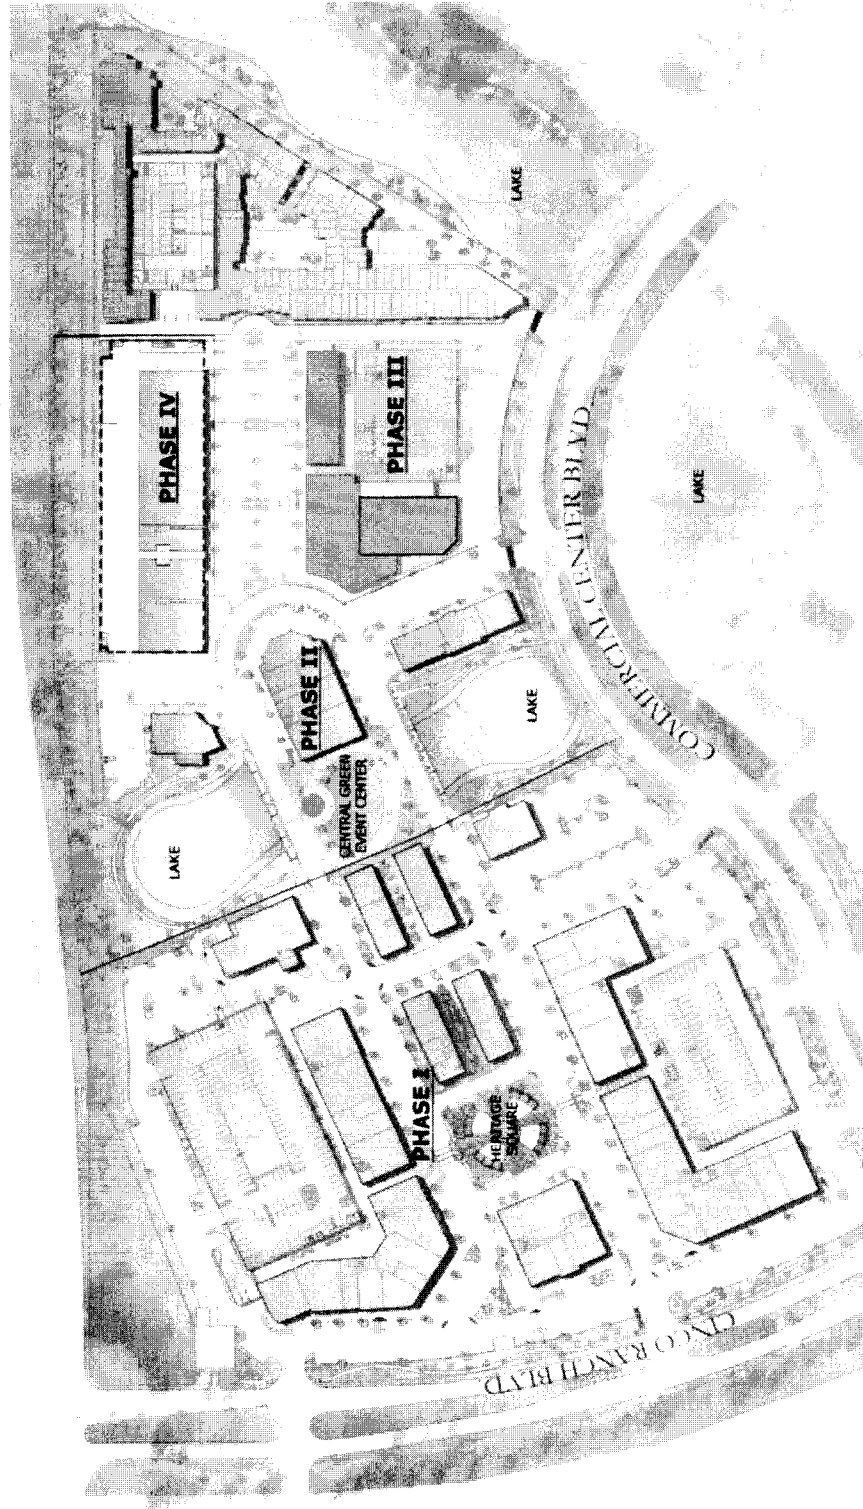 LAKE
PHASE IV
PHASE III
LAKE
COMMERCIAL CENTER BLVD.
PHASE II
LAKE
CENTRAL GREEN
EVENT CENTER
LAKE
PHASE I
HERITAGE
SQUARE
CINCO RANCH BLVD